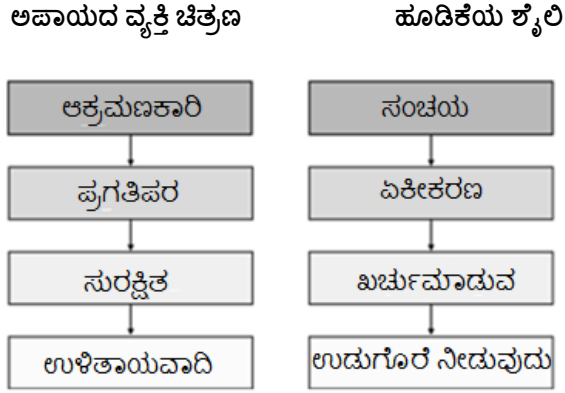 ಅಪಾಯದ ವ್ಯಕ್ತಿ ಚಿತ್ರಣ
ಹೂಡಿಕೆಯ ಶೈಲಿ
ಆಕ್ರಮಣಕಾರಿ
ಸಂಚಯ
ಪ್ರಗತಿಪರ
ಏಕೀಕರಣ
ಸುರಕ್ಷಿತ
ಖರ್ಚುಮಾಡುವ
ಉಳಿತಾಯವಾದಿ
ಉಡುಗೊರೆ ನೀಡುವುದು